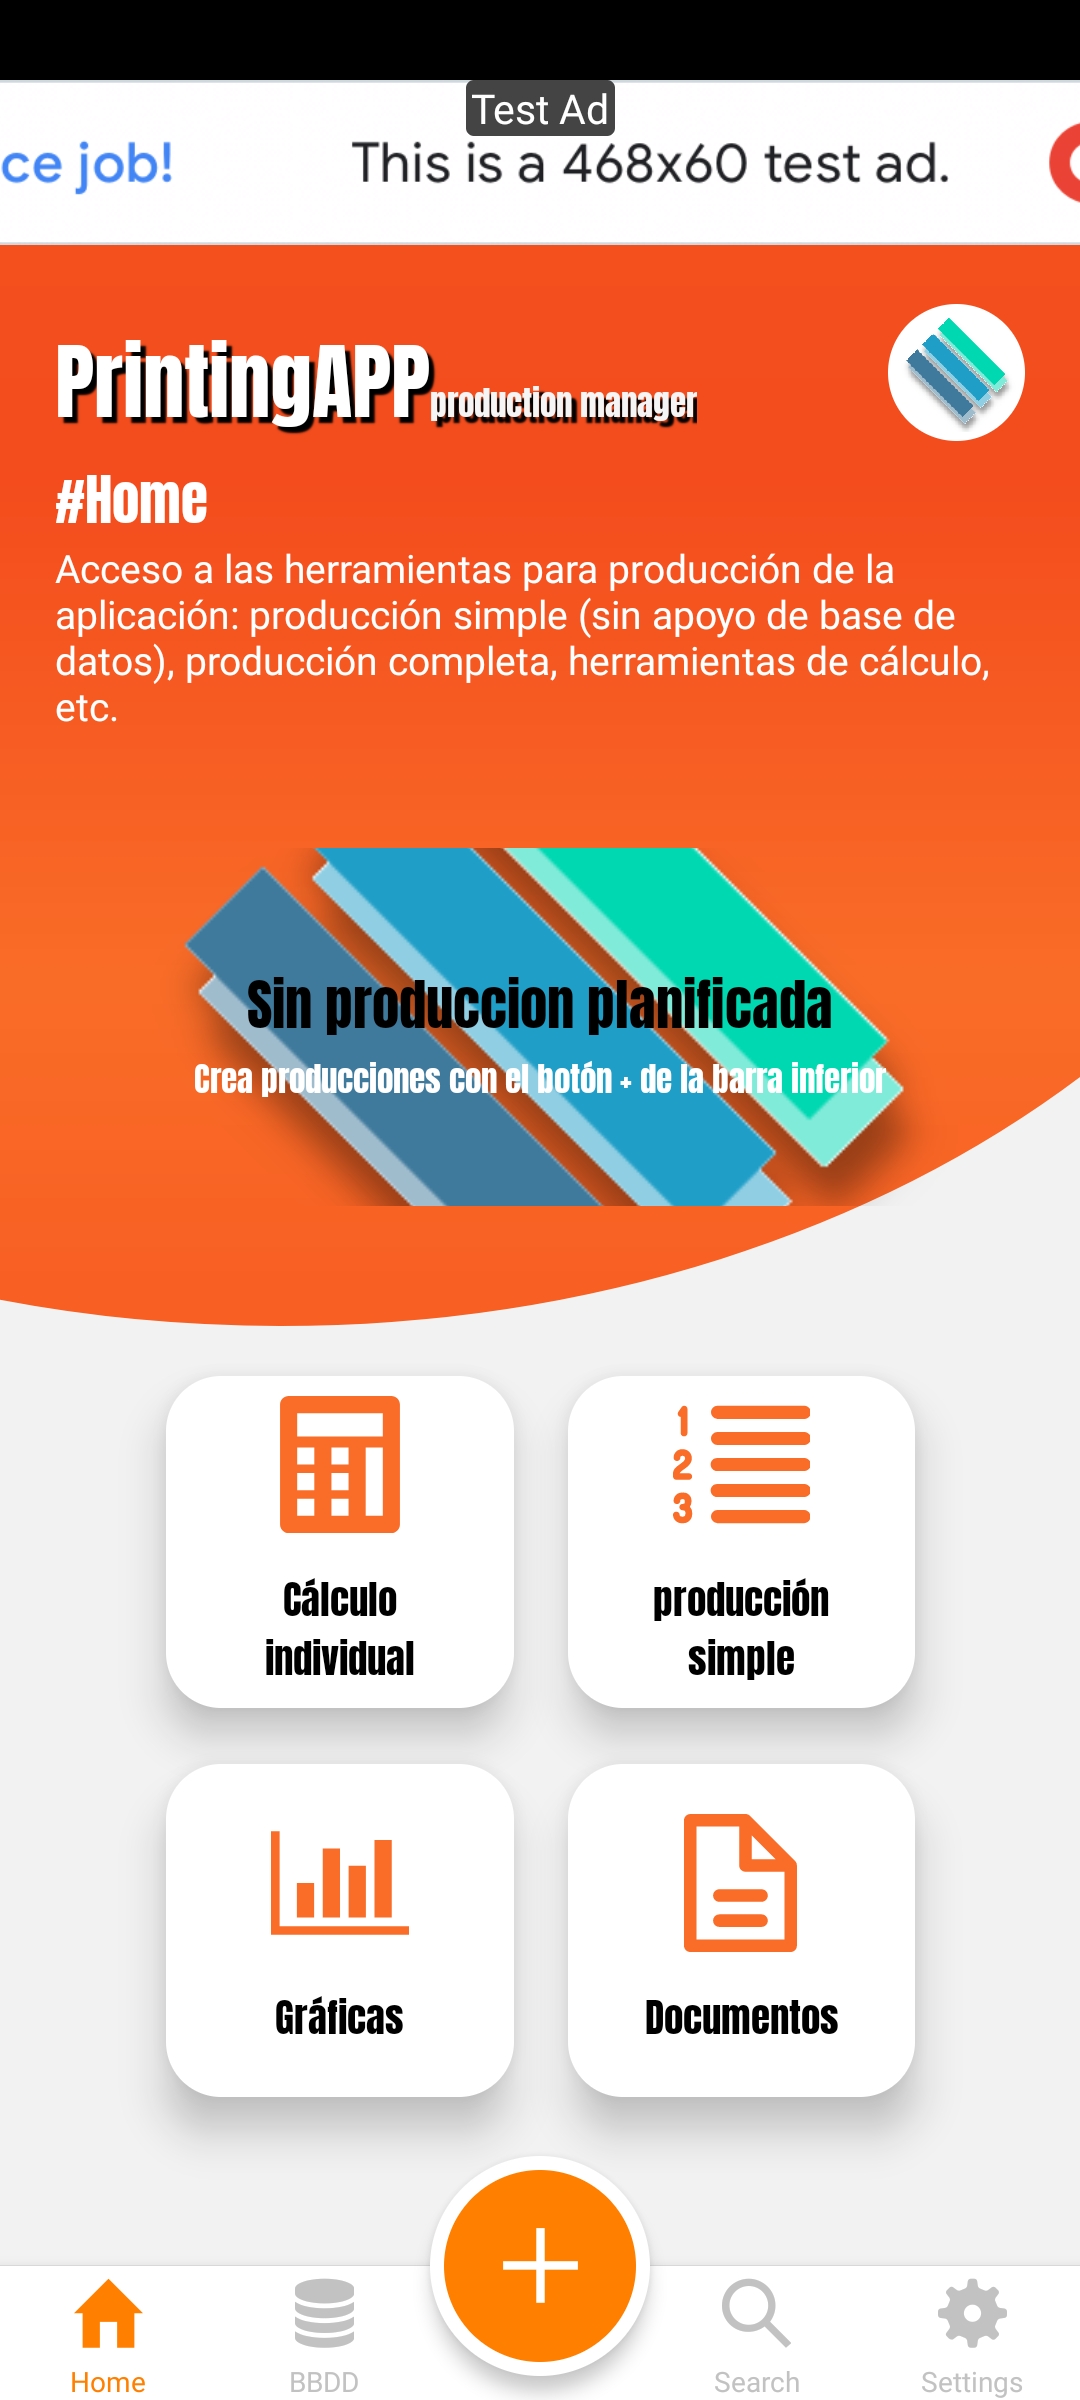 Test Ad
ce job! This is a 468x60 test ad.
PrintingAPP production manager
#Home
Acceso a las herramientas para producción de la
aplicación: producción simple (sin apoyo de base de
datos), producción completa, herramientas de cálculo,
etc.
Sin produccion planificada
Crea producciones con el botón + de la barra inferior
1
2
3
Cálculo
individual
producción
simple
Gráficas
Documentos
Home
BBDD
Search
Settings